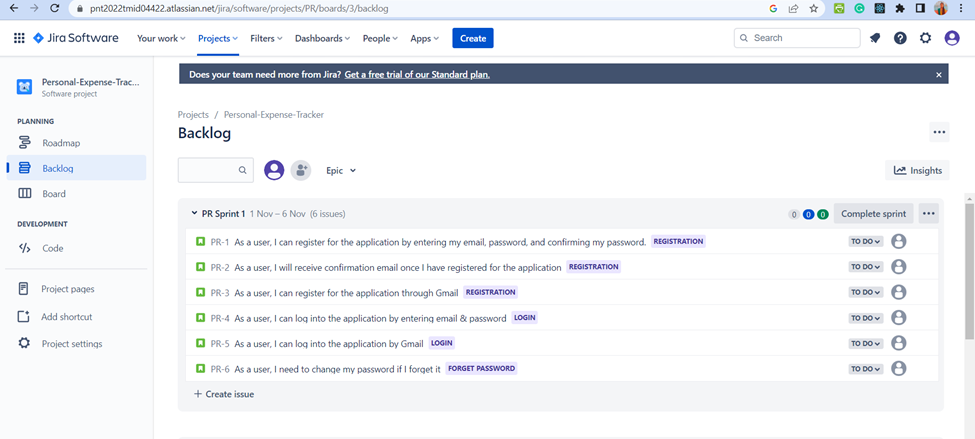 pnt2022tmid04422.atlassian.net/jira/software/projects/PR/boards/3/backlog
Jira Software Your work Projects Filters Dashboards People Apps Create Search
Does your team need more from Jira? Get a free trial of our Standard plan.
Personal-Expense-Trac...
Software project
PLANNING
Roadmap
Backlog
Board
DEVELOPMENT
Code
Project pages
Add shortcut
Project settings
Projects / Personal-Expense-Tracker
Backlog
Epic Insights
PR Sprint 1 1 Nov – 6 Nov (6 issues) 0 0 0 Complete sprint
PR-1 As a user, I can register for the application by entering my email, password, and confirming my password. REGISTRATION TO DO
PR-2 As a user, I will receive confirmation email once I have registered for the application REGISTRATION TO DO
PR-3 As a user, I can register for the application through Gmail REGISTRATION TO DO
PR-4 As a user, I can log into the application by entering email & password LOGIN TO DO
PR-5 As a user, I can log into the application by Gmail LOGIN TO DO
PR-6 As a user, I need to change my password if I forget it FORGET PASSWORD TO DO
+ Create issue